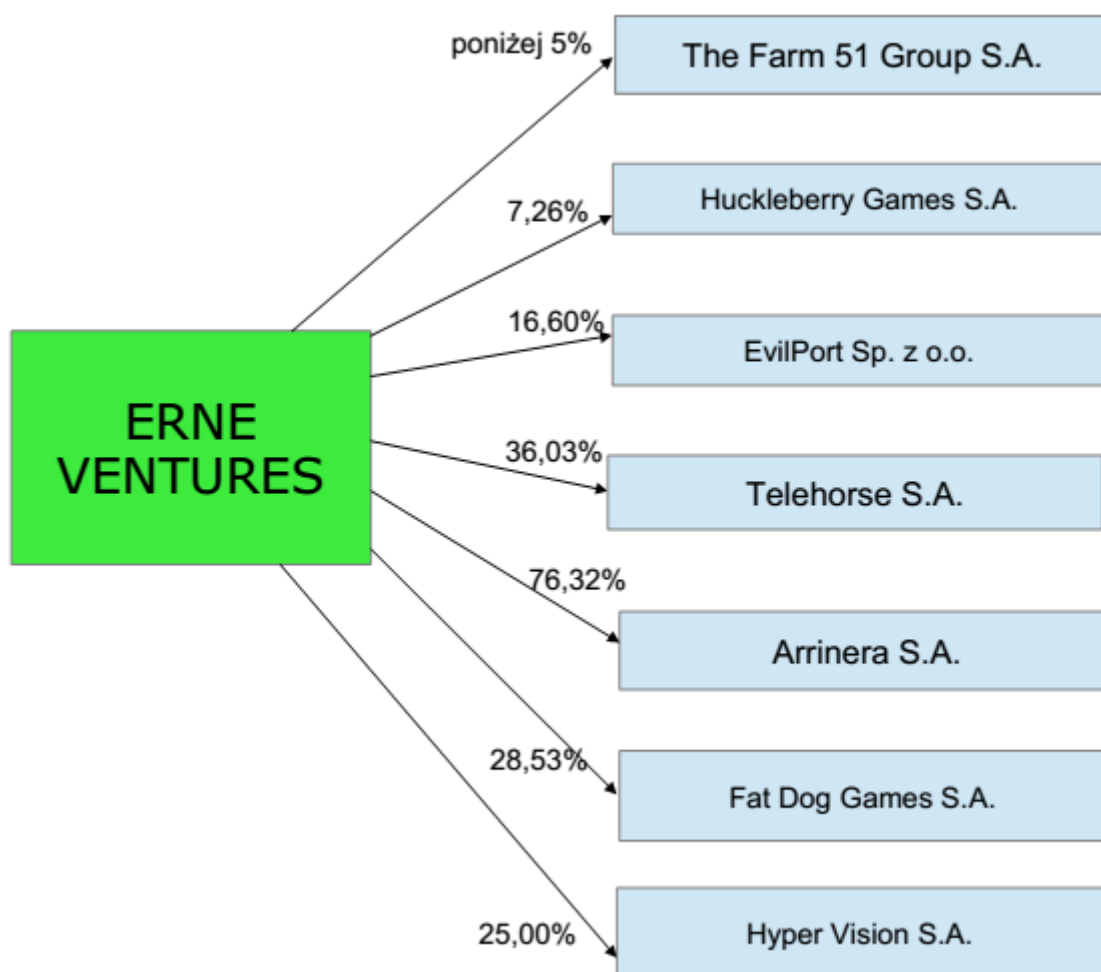 poniżej 5%
The Farm 51 Group S.A.
7,26%
Huckleberry Games S.A.
16,60%
EvilPort Sp. z o.o.
ERNE
VENTURES
36,03%
Telehorse S.A.
76,32%
Arrinera S.A.
28,53%
Fat Dog Games S.A.
25,00%
Hyper Vision S.A.